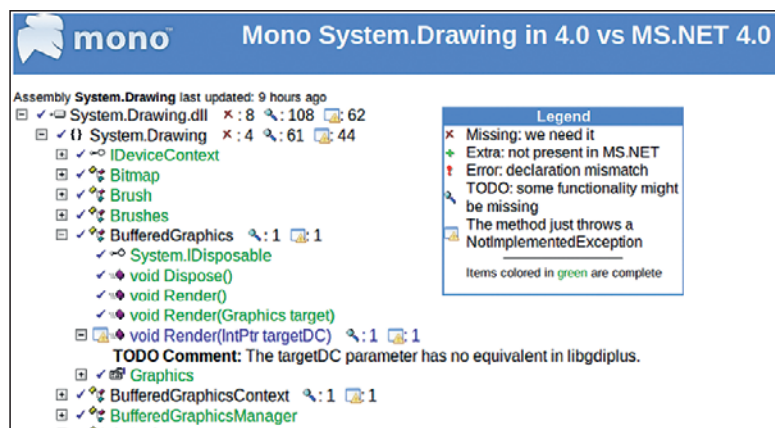 mono™
Mono System.Drawing in 4.0 vs MS.NET 4.0
Assembly System.Drawing last updated: 9 hours ago
System.Drawing.dll : 8 : 108 : 62
{} System.Drawing : 4 : 61 : 44
IDeviceContext
Bitmap
Brush
Brushes
BufferedGraphics : 1 : 1
System.IDisposable
void Dispose()
void Render()
void Render(Graphics target)
void Render(IntPtr targetDC) : 1 : 1
TODO Comment: The targetDC parameter has no equivalent in libgdiplus.
Graphics
BufferedGraphicsContext : 1 : 1
BufferedGraphicsManager
Legend
Missing: we need it
Extra: not present in MS.NET
Error: declaration mismatch
TODO: some functionality might
be missing
The method just throws a
NotImplementedException
Items colored in green are complete